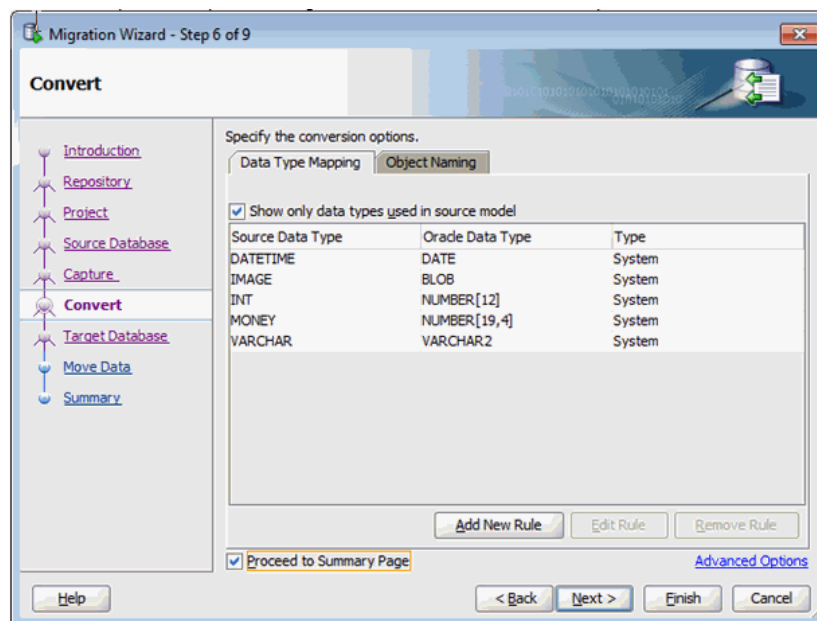 Migration Wizard - Step 6 of 9
Convert
Introduction
Repository
Project
Source Database
Capture
Convert
Target Database
Move Data
Summary
Specify the conversion options.
Data Type Mapping Object Naming
Show only data types used in source model
Source Data Type Oracle Data Type Type
DATETIME DATE System
IMAGE BLOB System
INT NUMBER[12] System
MONEY NUMBER[19,4] System
VARCHAR VARCHAR2 System
Add New Rule Edit Rule Remove Rule
Proceed to Summary Page Advanced Options
Help < Back Next > Finish Cancel